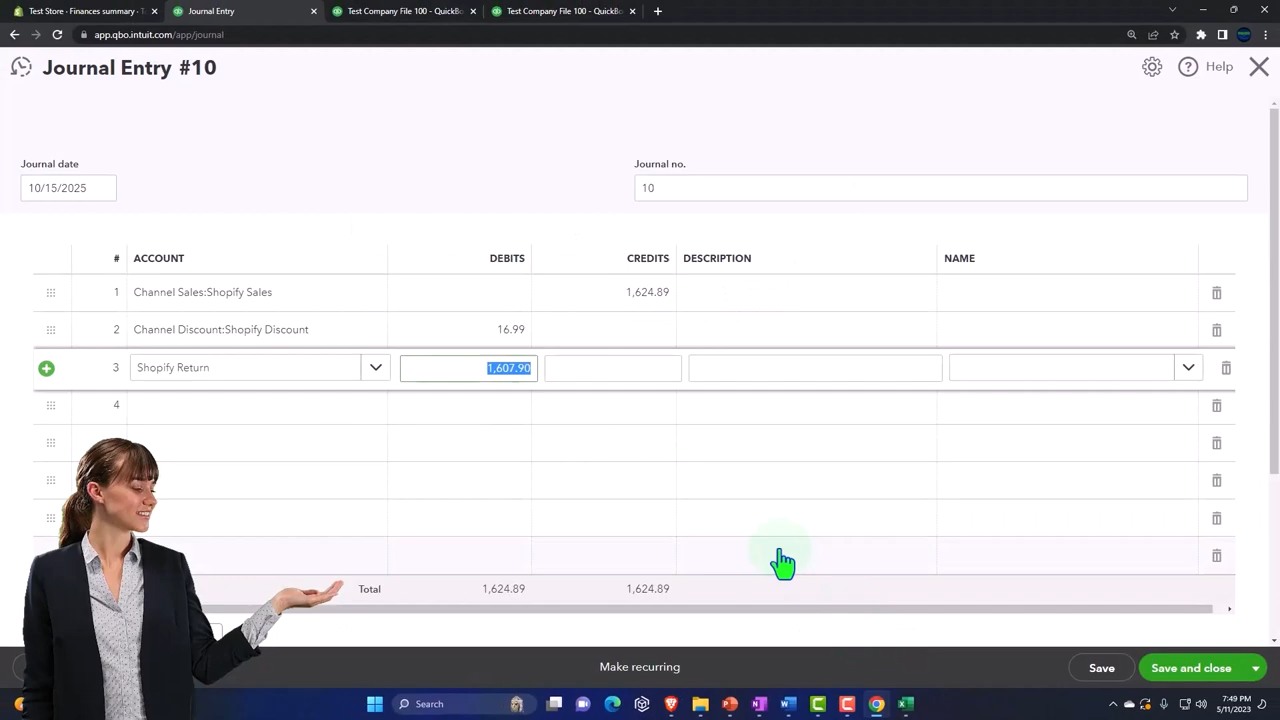 Test Store - Finances summary -
Journal Entry
Test Company File 100 - QuickBo
Test Company File 100 - QuickBo
app.qbo.intuit.com/app/journal
Journal Entry #10
Help
Journal date
Journal no.
10/15/2025
10
# ACCOUNT DEBITS CREDITS DESCRIPTION NAME
1 Channel Sales:Shopify Sales 1,624.89
2 Channel Discount:Shopify Discount 16.99
3 Shopify Return 1,607.90
4
Total 1,624.89 1,624.89
Make recurring
Save
Save and close
Search
7:49 PM
5/11/2023